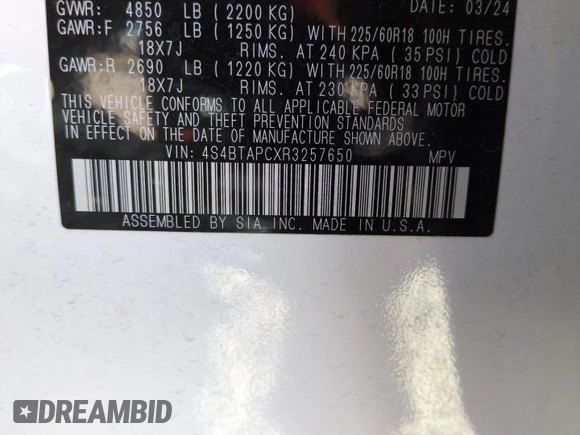 GVWR: 4850 LB (2200 KG) DATE: 03/24
GAWR:F 2756 LB (1250 KG) WITH 225/60R18 100H TIRES.
18X7J RIMS. AT 240 KPA (35 PSI) COLD
GAWR:R 2690 LB (1220 KG) WITH 225/60R18 100H TIRES.
18X7J RIMS. AT 230 KPA (33 PSI) COLD
THIS VEHICLE CONFORMS TO ALL APPLICABLE FEDERAL MOTOR
VEHICLE SAFETY AND THEFT PREVENTION STANDARDS
IN EFFECT ON THE DATE OF MANUFACTURE SHOWN ABOVE.
VIN: 4S4BTAPCXR3257650 MPV
ASSEMBLED BY SIA INC. MADE IN U.S.A.
DREAMBID